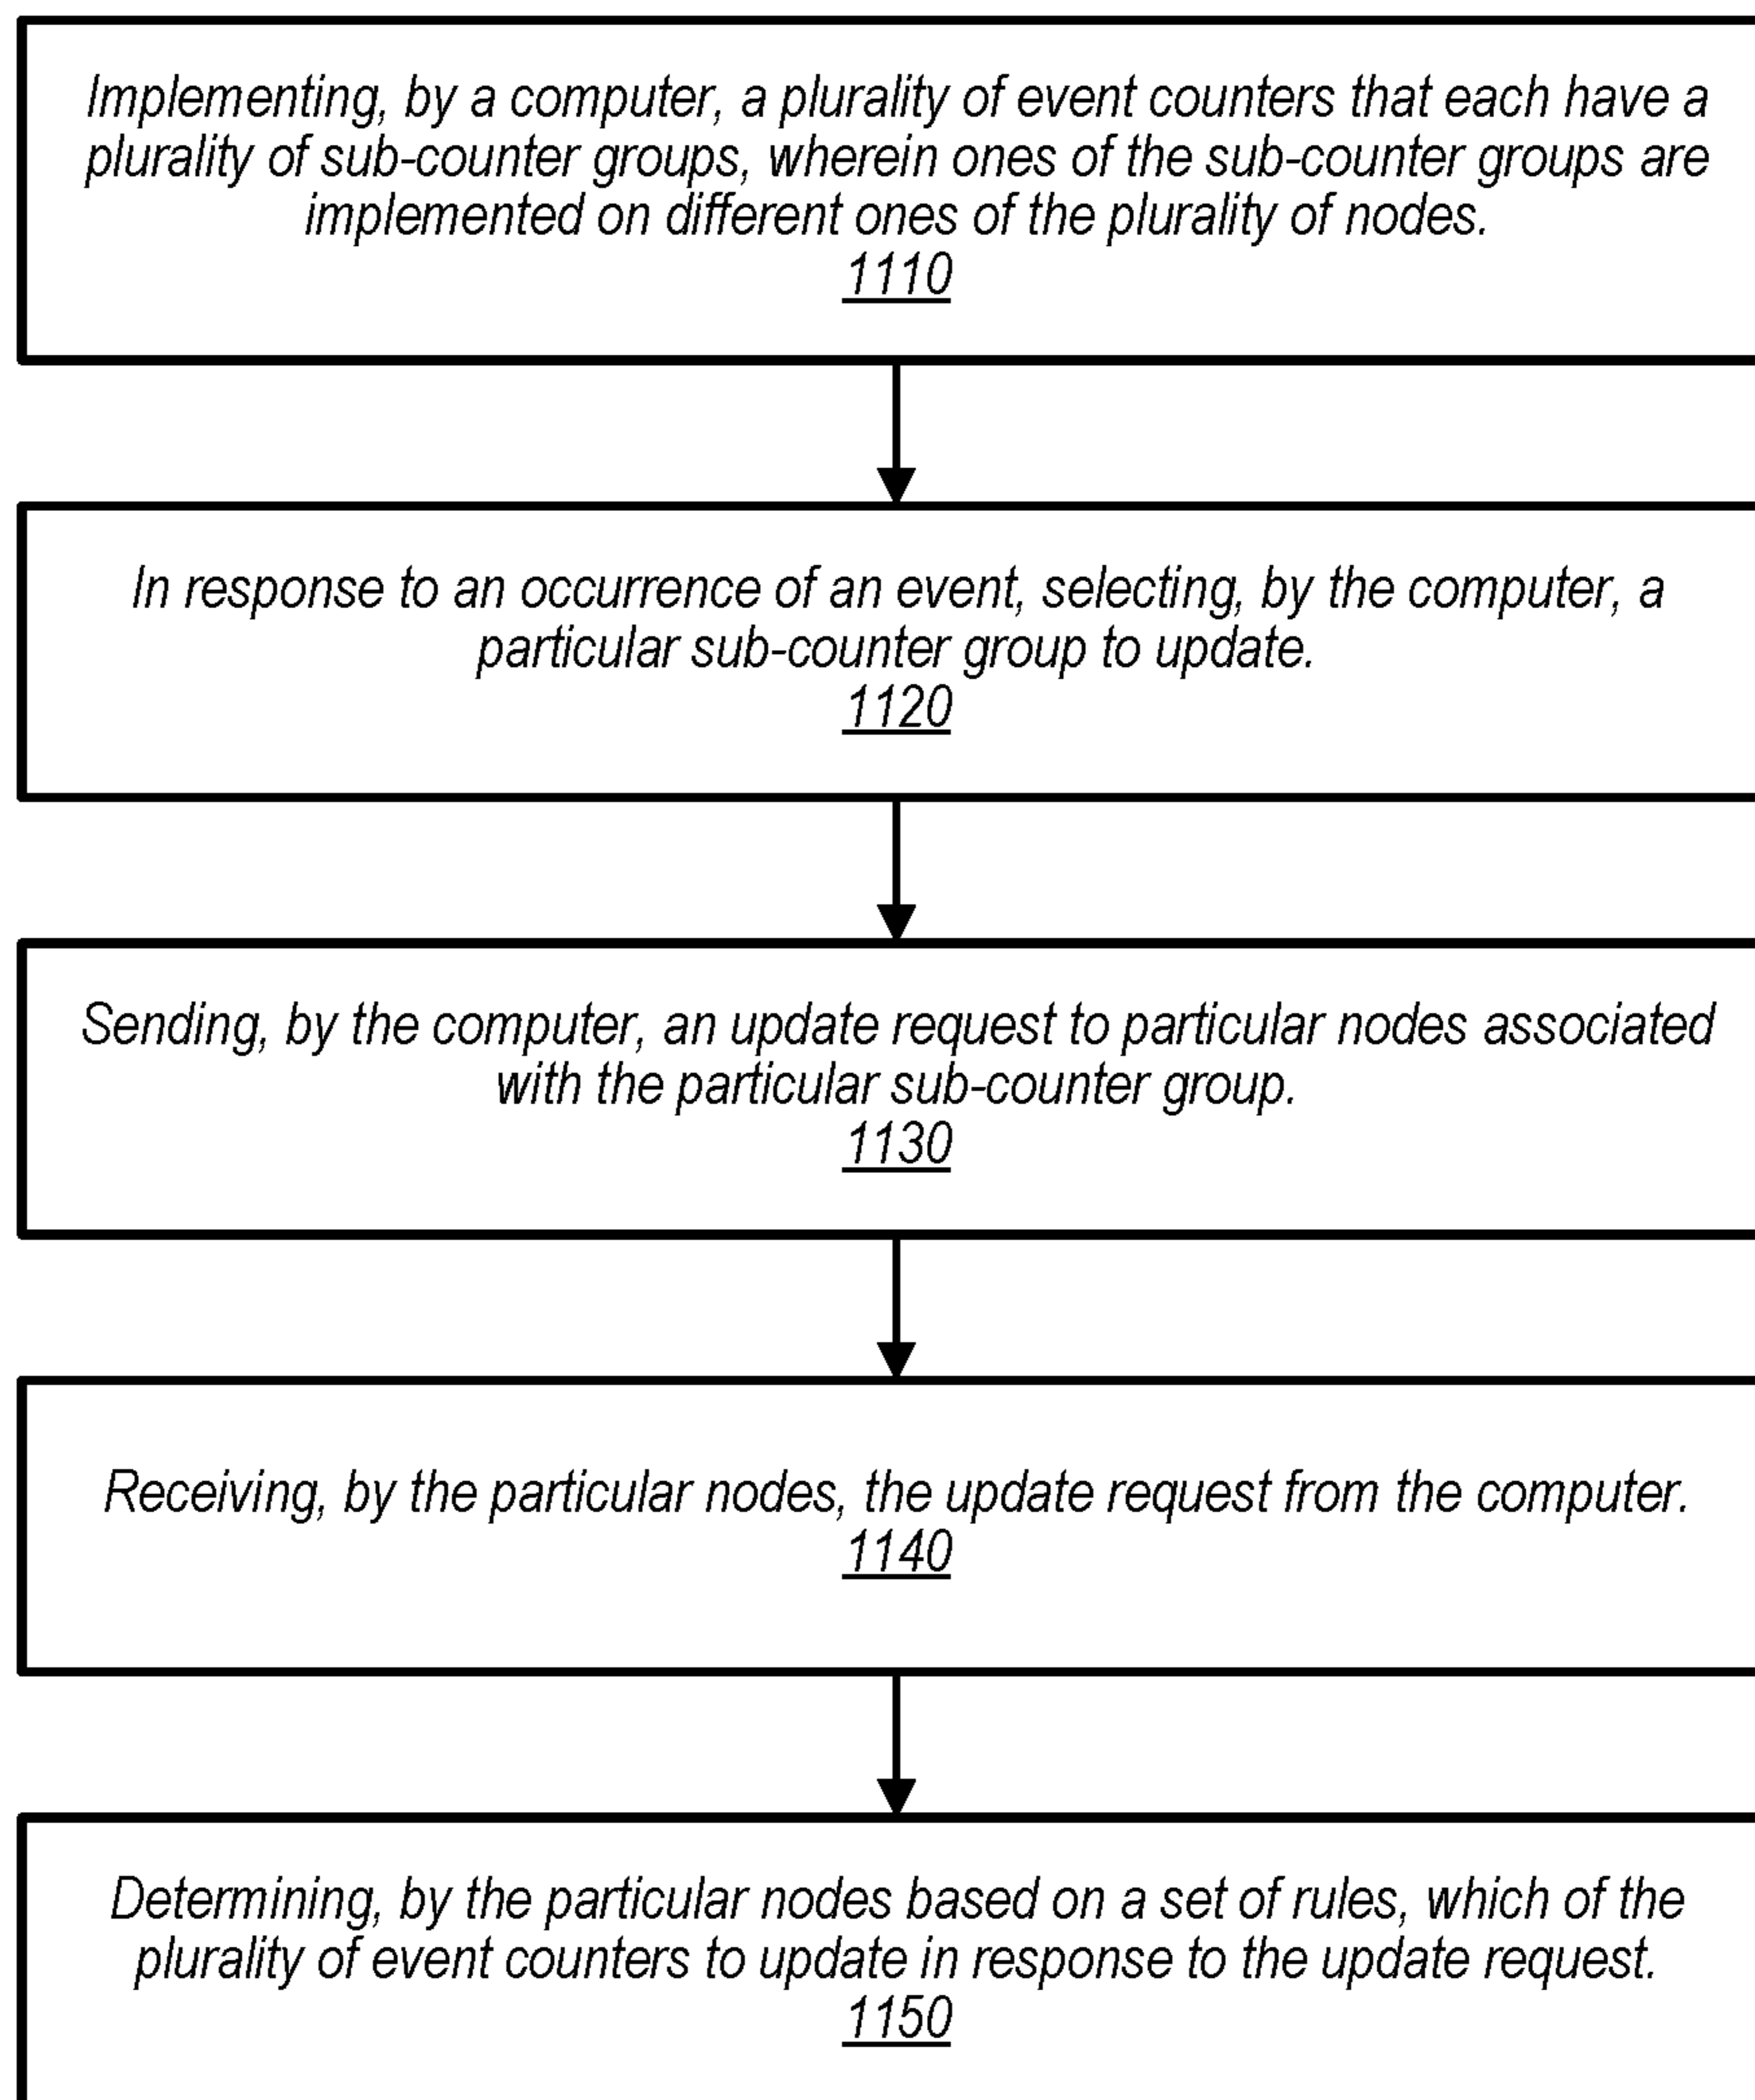 Implementing, by a computer, a plurality of event counters that each have a
plurality of sub-counter groups, wherein ones of the sub-counter groups are
implemented on different ones of the plurality of nodes.
1110
In response to an occurrence of an event, selecting, by the computer, a
particular sub-counter group to update.
1120
Sending, by the computer, an update request to particular nodes associated
with the particular sub-counter group.
1130
Receiving, by the particular nodes, the update request from the computer.
1140
Determining, by the particular nodes based on a set of rules, which of the
plurality of event counters to update in response to the update request.
1150